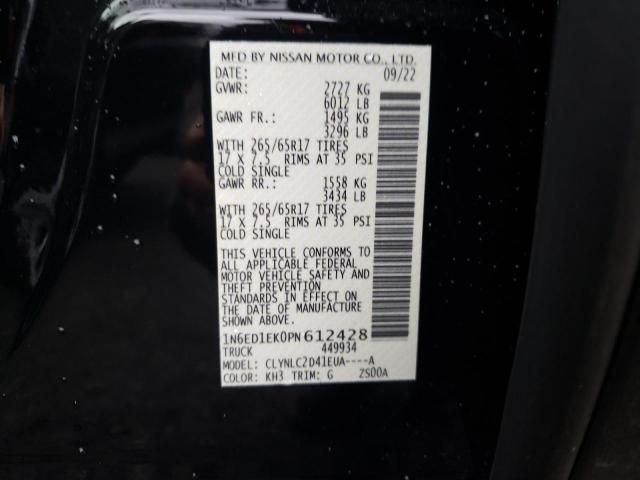 MFD BY NISSAN MOTOR CO., LTD.
DATE: 09/22
GVWR: 2727 KG
6012 LB
GAWR FR.: 1495 KG
3296 LB
WITH 265/65R17 TIRES
17 X 7.5 RIMS AT 35 PSI
COLD SINGLE
GAWR RR.: 1558 KG
3434 LB
WITH 265/65R17 TIRES
17 X 7.5 RIMS AT 35 PSI
COLD SINGLE
THIS VEHICLE CONFORMS TO
ALL APPLICABLE FEDERAL
MOTOR VEHICLE SAFETY AND
THEFT PREVENTION
STANDARDS IN EFFECT ON
THE DATE OF MANUFACTURE
SHOWN ABOVE.
1N6ED1EK0PN612428
TRUCK 449934
MODEL: CLYNLC2D41EUA----A
COLOR: KH3 TRIM: G ZS00A